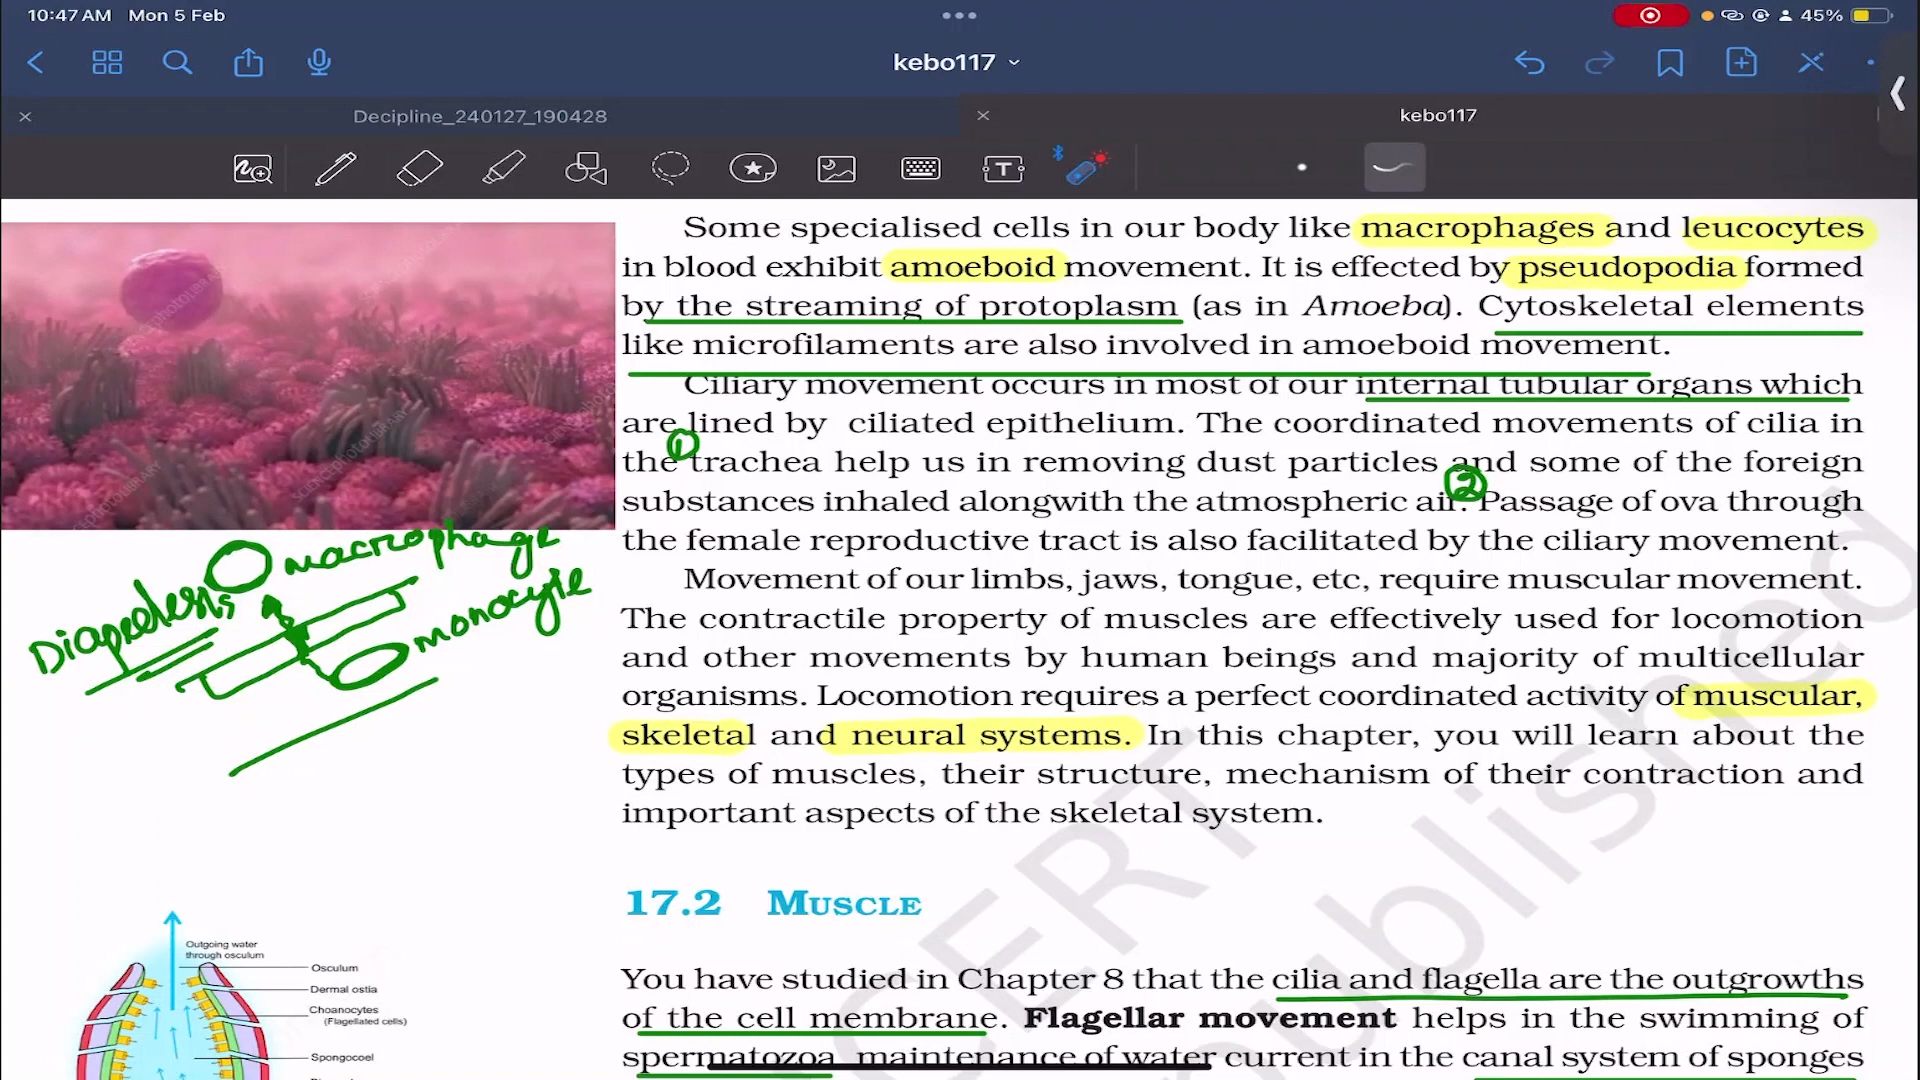 10:47 AM Mon 5 Feb
45%
kebo117
Decipline_240127_190428
kebo117
Some specialised cells in our body like macrophages and leucocytes
in blood exhibit amoeboid movement. It is effected by pseudopodia formed
by the streaming of protoplasm (as in Amoeba). Cytoskeletal elements
like microfilaments are also involved in amoeboid movement.
Ciliary movement occurs in most of our internal tubular organs which
are lined by ciliated epithelium. The coordinated movements of cilia in
1
the trachea help us in removing dust particles and some of the foreign
2
substances inhaled alongwith the atmospheric air. Passage of ova through
the female reproductive tract is also facilitated by the ciliary movement.
Movement of our limbs, jaws, tongue, etc, require muscular movement.
The contractile property of muscles are effectively used for locomotion
and other movements by human beings and majority of multicellular
organisms. Locomotion requires a perfect coordinated activity of muscular,
skeletal and neural systems. In this chapter, you will learn about the
types of muscles, their structure, mechanism of their contraction and
important aspects of the skeletal system.
macrophage
monocyte
17.2 MUSCLE
You have studied in Chapter 8 that the cilia and flagella are the outgrowths
of the cell membrane. Flagellar movement helps in the swimming of
spermatozoa, maintenance of water current in the canal system of sponges
Outgoing water
through osculum
Osculum
Dermal ostia
Choanocytes
(Flagellated cells)
Spongocoel